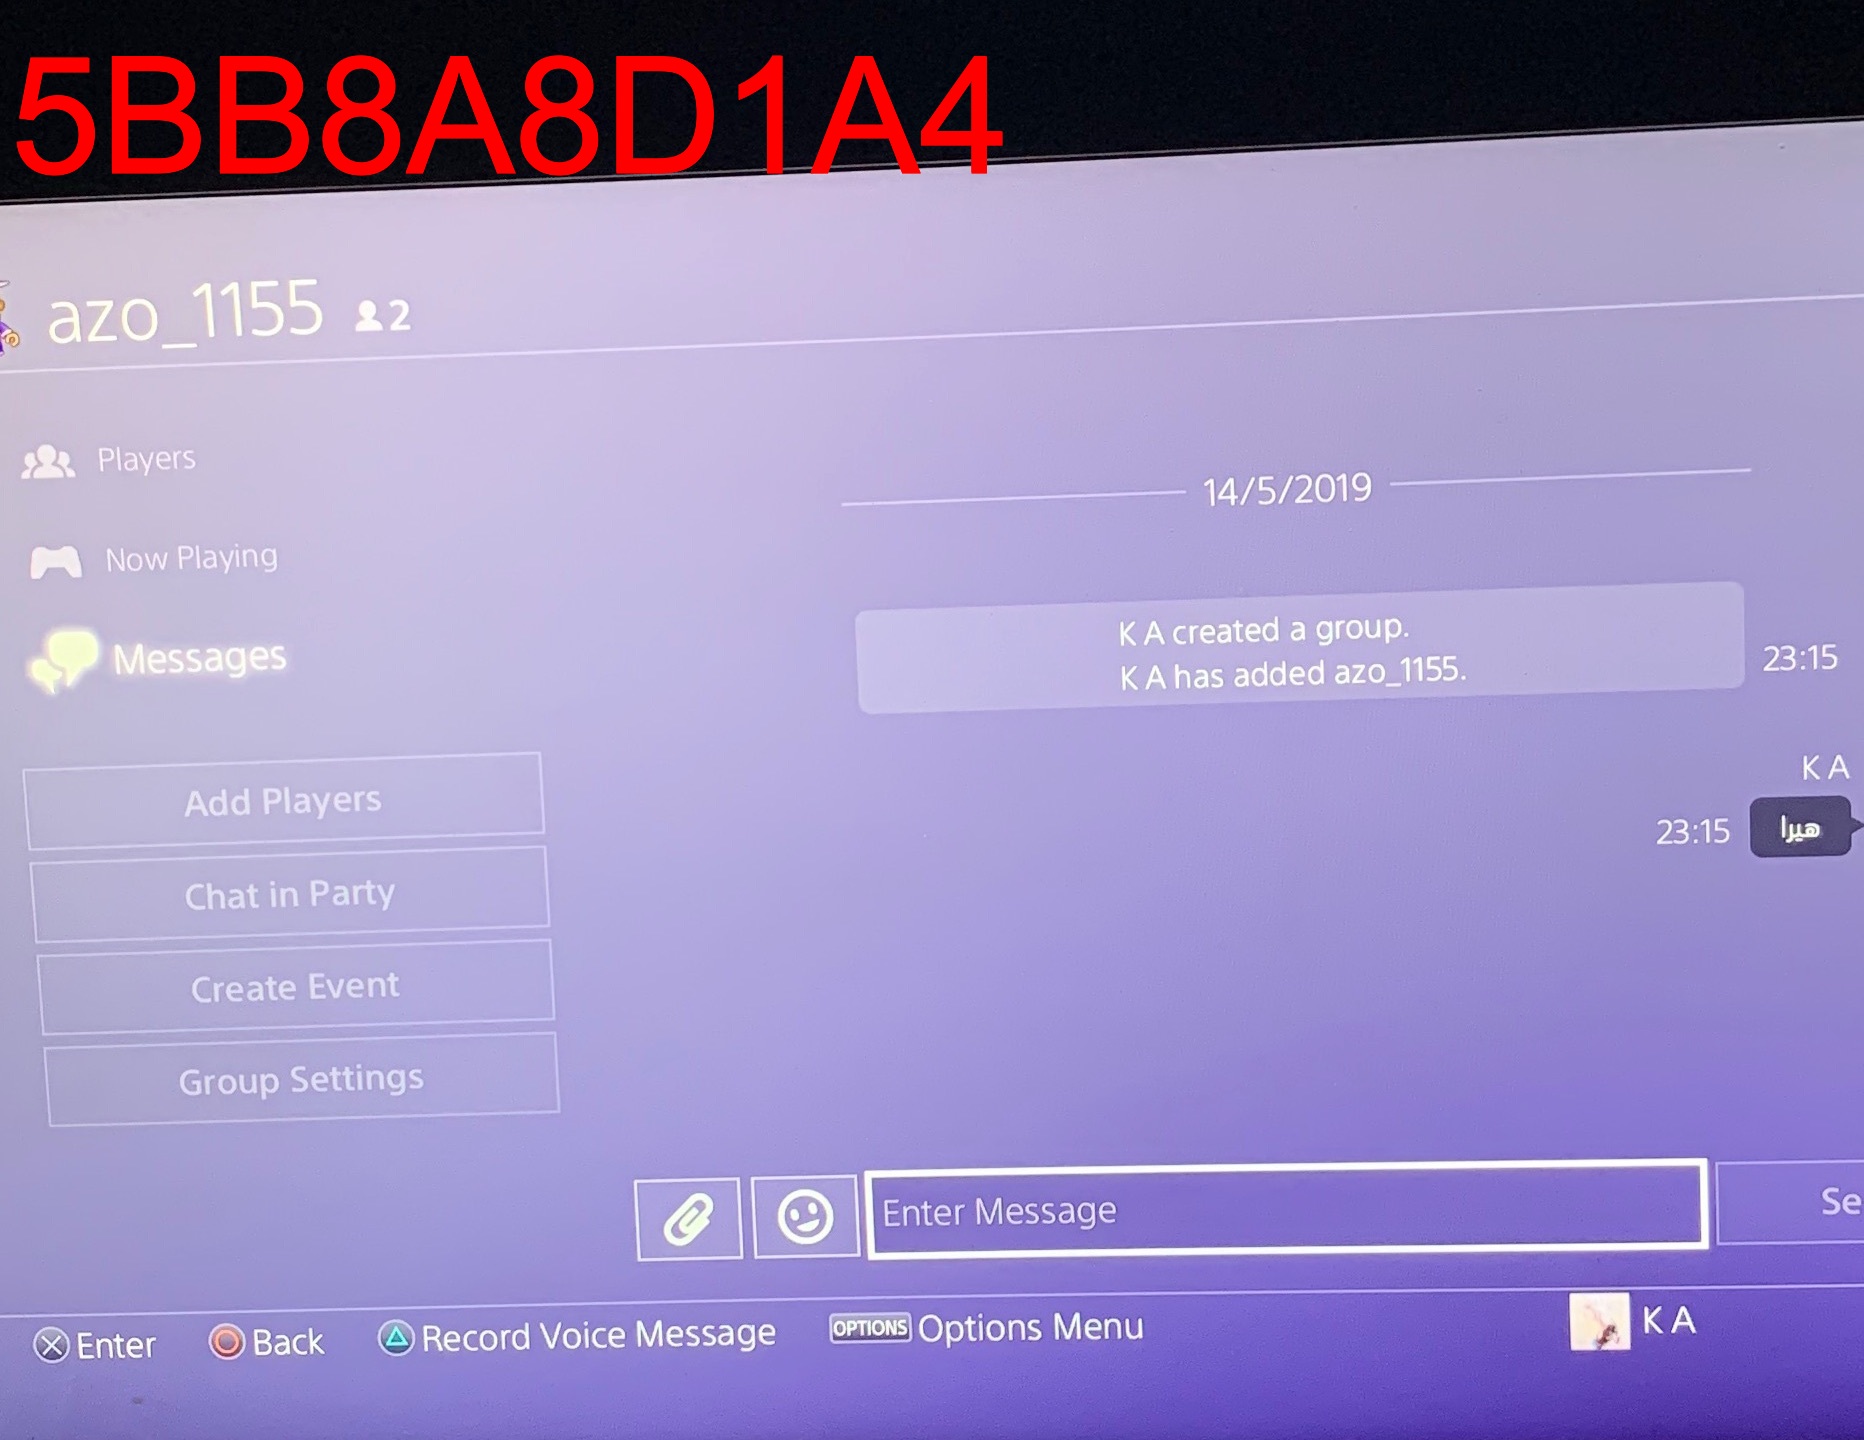 5BB8A8D1A4
azo_1155 2
Players
Now Playing
Messages
Add Players
Chat in Party
Create Event
Group Settings
14/5/2019
K A created a group.
K A has added azo_1155.
23:15
K A
23:15 هيرا
Enter Message
Se
Enter Back Record Voice Message OPTIONS Options Menu K A